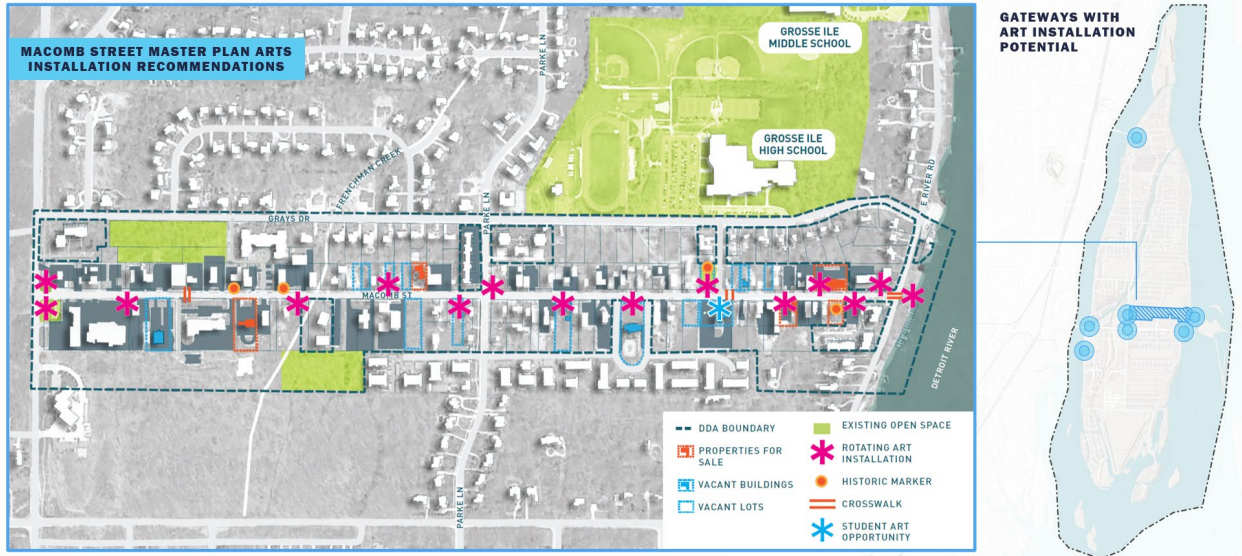 MACOMB STREET MASTER PLAN ARTS
INSTALLATION RECOMMENDATIONS
GATEWAYS WITH
ART INSTALLATION
POTENTIAL
PARKE LN
GROSSE ILE
MIDDLE SCHOOL
GROSSE ILE
HIGH SCHOOL
FRENCHMAN CREEK
E RIVER RD
GRAYS DR
PARKE LN
MACOMB ST
DETROIT RIVER
PARKE LN
DDA BOUNDARY
PROPERTIES FOR
SALE
VACANT BUILDINGS
VACANT LOTS
EXISTING OPEN SPACE
ROTATING ART
INSTALLATION
HISTORIC MARKER
CROSSWALK
STUDENT ART
OPPORTUNITY